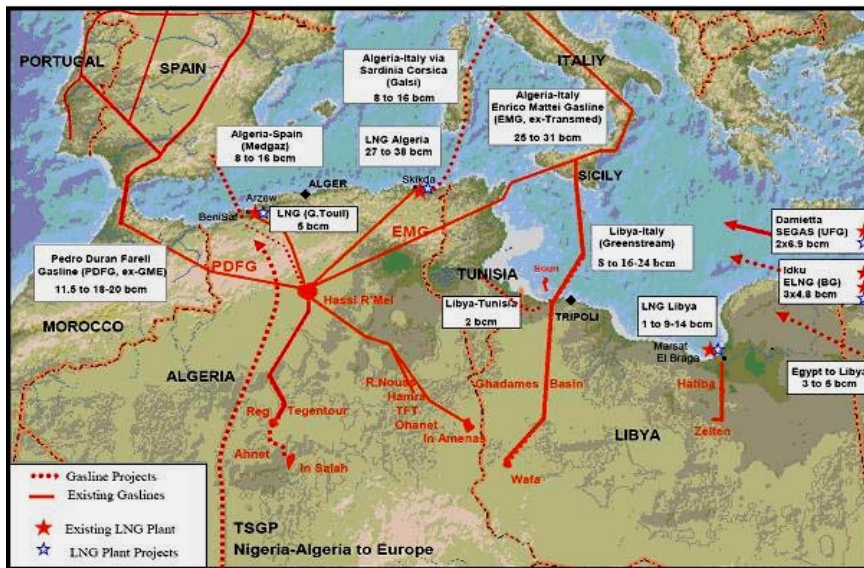 PORTUGAL
SPAIN
ITALIY
Algeria-Italy via
Sardinia Corsica
(Galsi)
8 to 16 bcm
Algeria-Italy
Enrico Mattei Gasline
(EMG, ex-Transmed)
25 to 31 bcm
Algeria-Spain
(Medgaz)
8 to 16 bcm
LNG Algeria
27 to 38 bcm
SICILY
Skikda
ALGER
Arzew
BeniSaf
LNG (G.Touil)
5 bcm
EMG
Damietta
SEGAS (UFG)
2x6.9 bcm
Libya-Italy
(Greenstream)
8 to 16-24 bcm
Pedro Duran Farell
Gasline (PDFG, ex-GME)
11.5 to 18-20 bcm
PDFG
TUNISIA
Bouri
Idku
ELNG (BG)
3x4.8 bcm
Hassi R'Mel
Libya-Tunisia
2 bcm
TRIPOLI
LNG Libya
1 to 9-14 bcm
MOROCCO
Marsat
El Braga
Egypt to Libya
3 to 5 bcm
ALGERIA
R.Nouss
Hamra
TFT
Ohanet
In Amenas
Ghadames
Basin
Hatiba
Reg
Tegentour
Zelten
LIBYA
Ahnet
In Salah
Wafa
Gasline Projects
Existing Gaslines
Existing LNG Plant
LNG Plant Projects
TSGP
Nigeria-Algeria to Europe